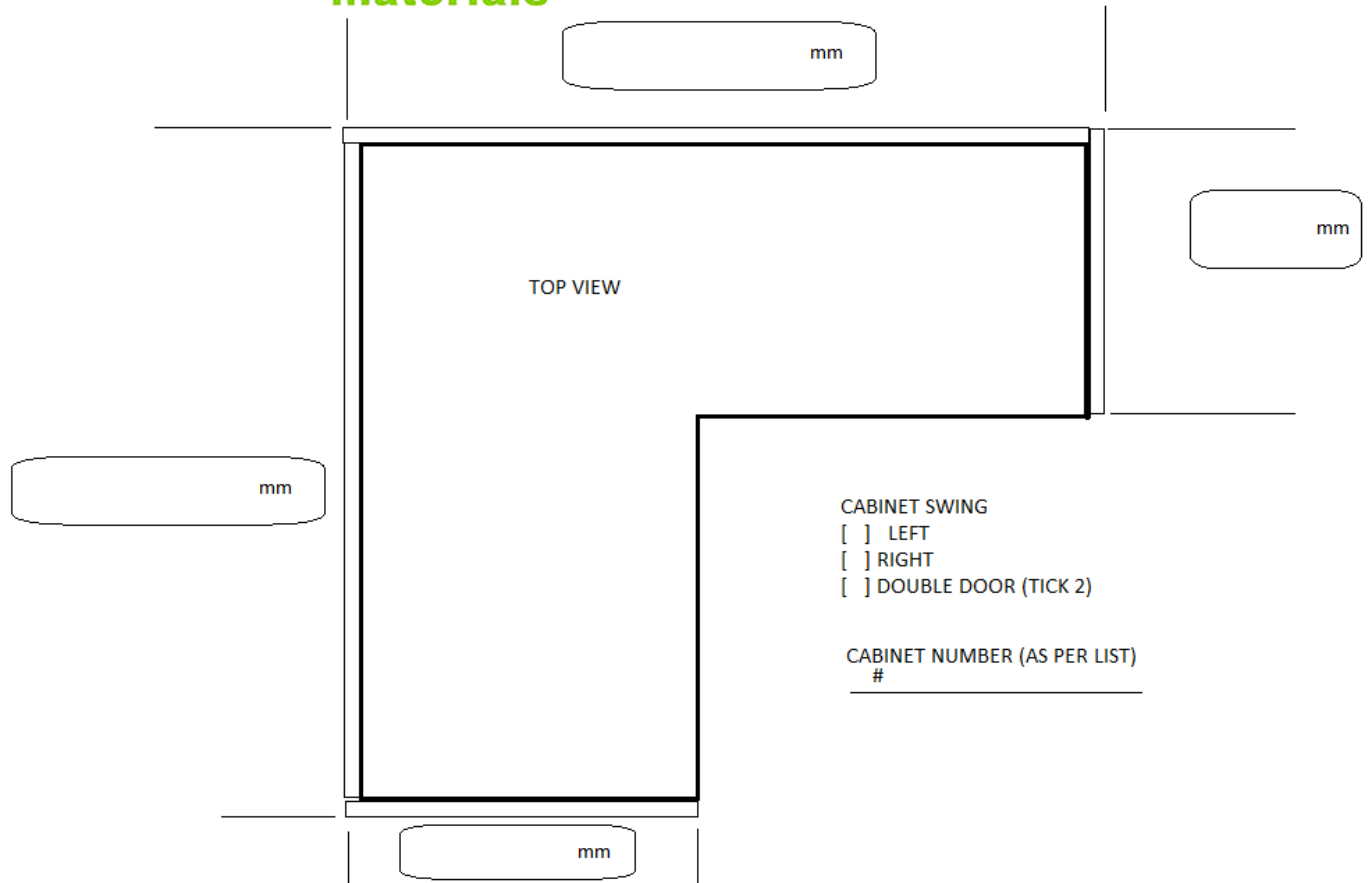 materials
mm
mm
TOP VIEW
mm
CABINET SWING
[ ] LEFT
[ ] RIGHT
[ ] DOUBLE DOOR (TICK 2)
CABINET NUMBER (AS PER LIST)
#
mm